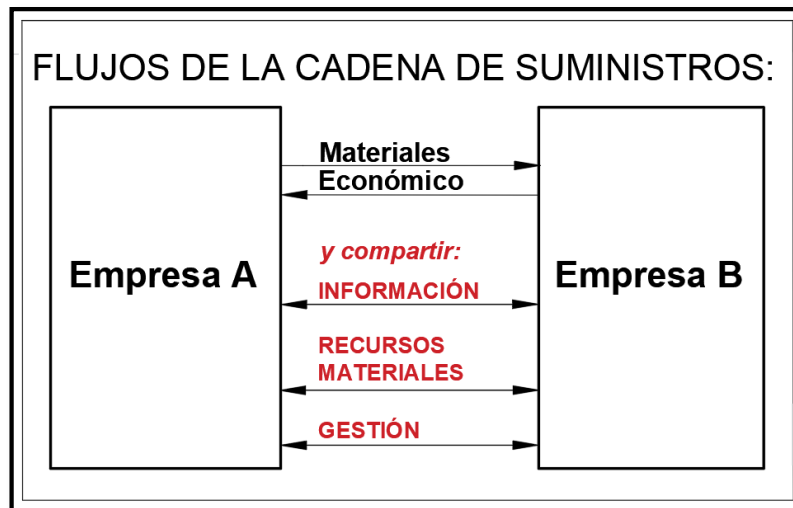 FLUJOS DE LA CADENA DE SUMINISTROS:
Empresa A
Materiales
Económico
y compartir:
INFORMACIÓN
RECURSOS
MATERIALES
GESTIÓN
Empresa B